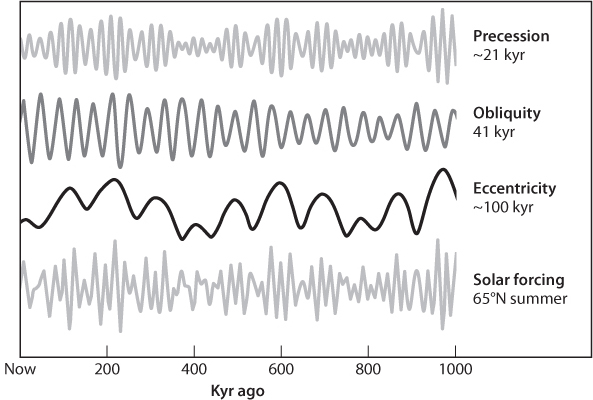 Precession
~21 kyr
Obliquity
41 kyr
Eccentricity
~100 kyr
Solar forcing
65°N summer
Now 200 400 600 800 1000
Kyr ago